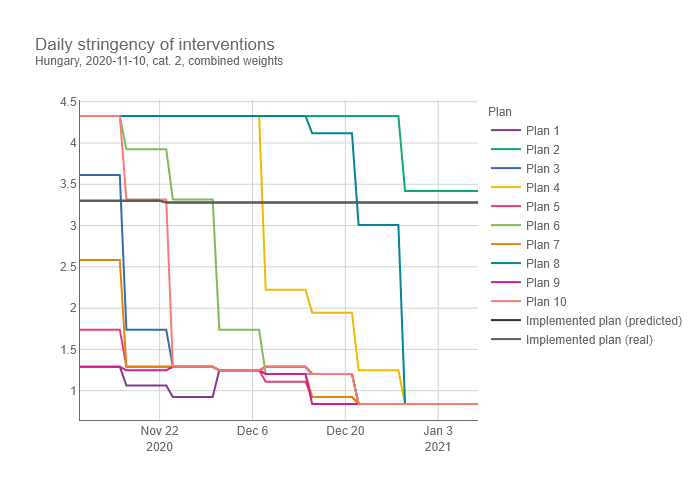 Daily stringency of interventions
Hungary, 2020-11-10, cat. 2, combined weights
4.5
4
3.5
3
2.5
2
1.5
1
Nov 22
2020
Dec 6
Dec 20
Jan 3
2021
Plan
Plan 1
Plan 2
Plan 3
Plan 4
Plan 5
Plan 6
Plan 7
Plan 8
Plan 9
Plan 10
Implemented plan (predicted)
Implemented plan (real)